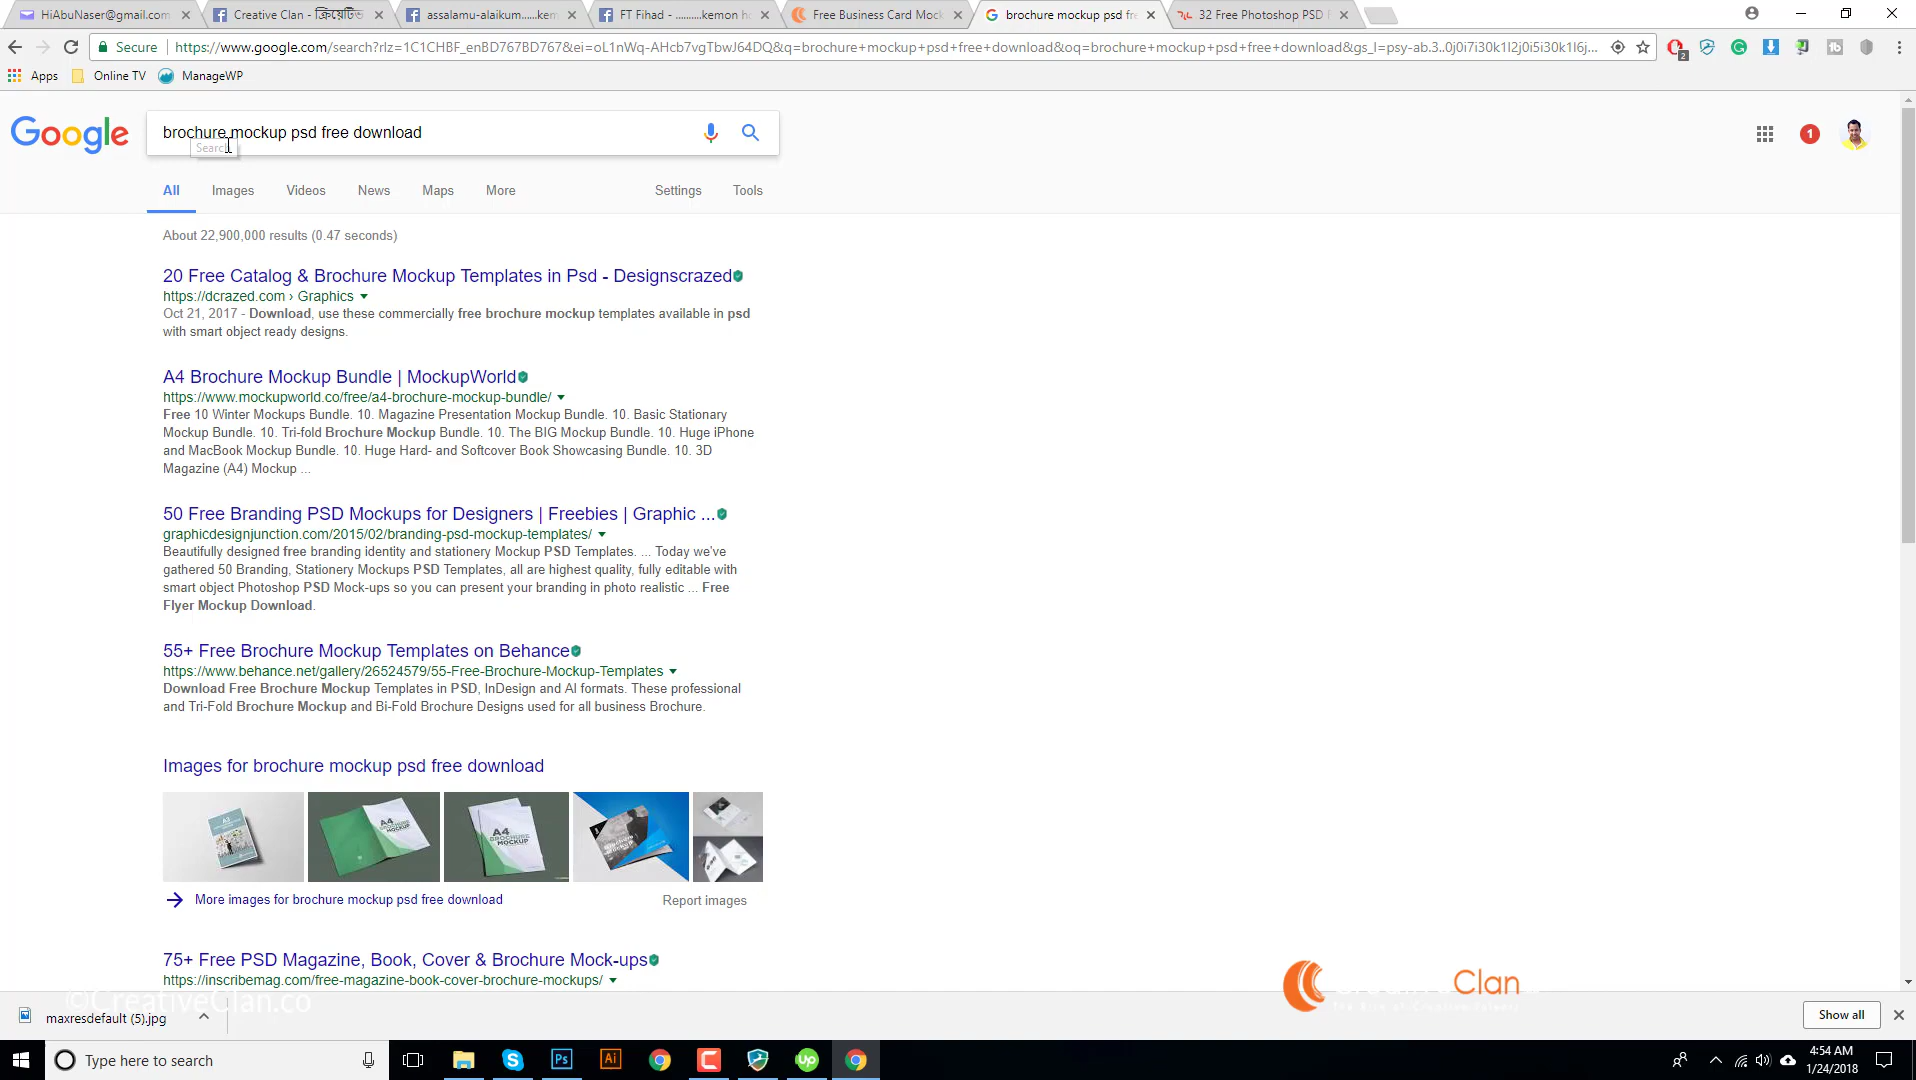 HiAbuNaser@gmail.com
Creative Clan - ক্রিয়েটিভ
assalamu-alaikum......kem
FT Fihad - ..........kemon h
Free Business Card Mock
brochure mockup psd fre
32 Free Photoshop PSD
Secure
https://www.google.com/search?rlz=1C1CHBF_enBD767BD767&ei=oL1nWq-AHcb7vgTbwJ64DQ&q=brochure+mockup+psd+free+download&oq=brochure+mockup+psd+free+download&gs_l=psy-ab.3..0j0i7i30k1l2j0i5i30k1l6j...
2
Apps
Online TV
ManageWP
Google
brochure mockup psd free download
Search
1
All
Images
Videos
News
Maps
More
Settings
Tools
About 22,900,000 results (0.47 seconds)
20 Free Catalog & Brochure Mockup Templates in Psd - Designscrazed
https://dcrazed.com › Graphics
Oct 21, 2017 - Download, use these commercially free brochure mockup templates available in psd
with smart object ready designs.
A4 Brochure Mockup Bundle | MockupWorld
https://www.mockupworld.co/free/a4-brochure-mockup-bundle/
Free 10 Winter Mockups Bundle. 10. Magazine Presentation Mockup Bundle. 10. Basic Stationary
Mockup Bundle. 10. Tri-fold Brochure Mockup Bundle. 10. The BIG Mockup Bundle. 10. Huge iPhone
and MacBook Mockup Bundle. 10. Huge Hard- and Softcover Book Showcasing Bundle. 10. 3D
Magazine (A4) Mockup ...
50 Free Branding PSD Mockups for Designers | Freebies | Graphic ...
graphicdesignjunction.com/2015/02/branding-psd-mockup-templates/
Beautifully designed free branding identity and stationery Mockup PSD Templates. ... Today we've
gathered 50 Branding, Stationery Mockups PSD Templates, all are highest quality, fully editable with
smart object Photoshop PSD Mock-ups so you can present your branding in photo realistic ... Free
Flyer Mockup Download.
55+ Free Brochure Mockup Templates on Behance
https://www.behance.net/gallery/26524579/55-Free-Brochure-Mockup-Templates
Download Free Brochure Mockup Templates in PSD, InDesign and AI formats. These professional
and Tri-Fold Brochure Mockup and Bi-Fold Brochure Designs used for all business Brochure.
Images for brochure mockup psd free download
A3
A4
BROCHURE
MOCKUP
A4
BROCHURE
MOCKUP
More images for brochure mockup psd free download
Report images
75+ Free PSD Magazine, Book, Cover & Brochure Mock-ups
https://inscribemag.com/free-magazine-book-cover-brochure-mockups/
©CreativeClan.co
Clan
maxresdefault (5).jpg
Show all
Type here to search
Ps
Ai
Up
4:54 AM
1/24/2018